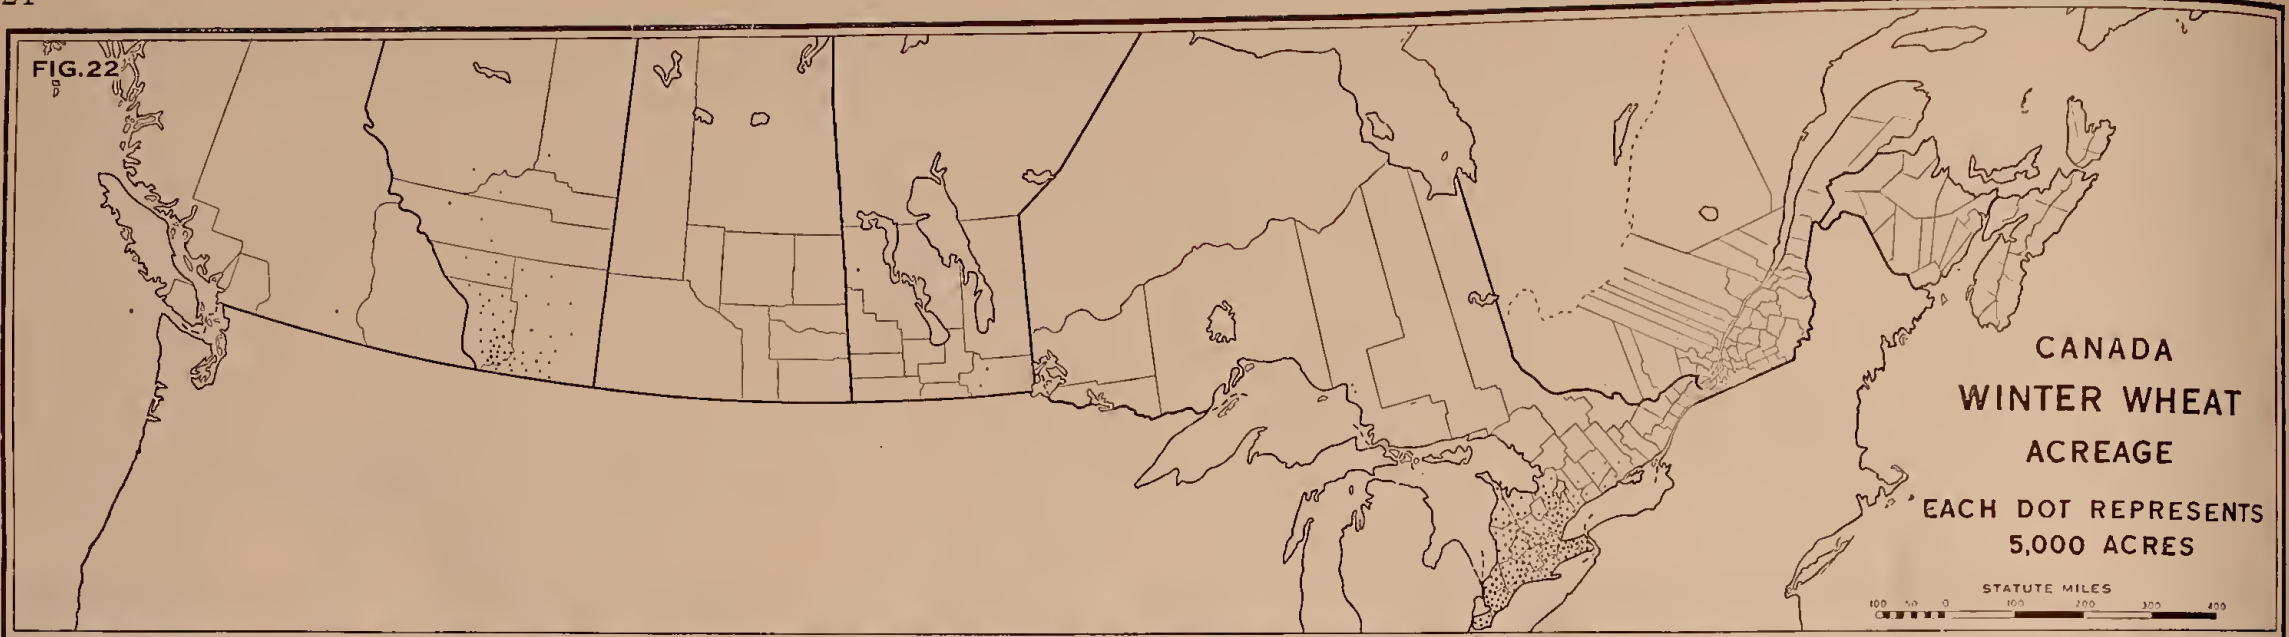 FIG.22
CANADA
WINTER WHEAT
ACREAGE
EACH DOT REPRESENTS
5,000 ACRES
STATUTE MILES
100 50 0 100 200 300 400